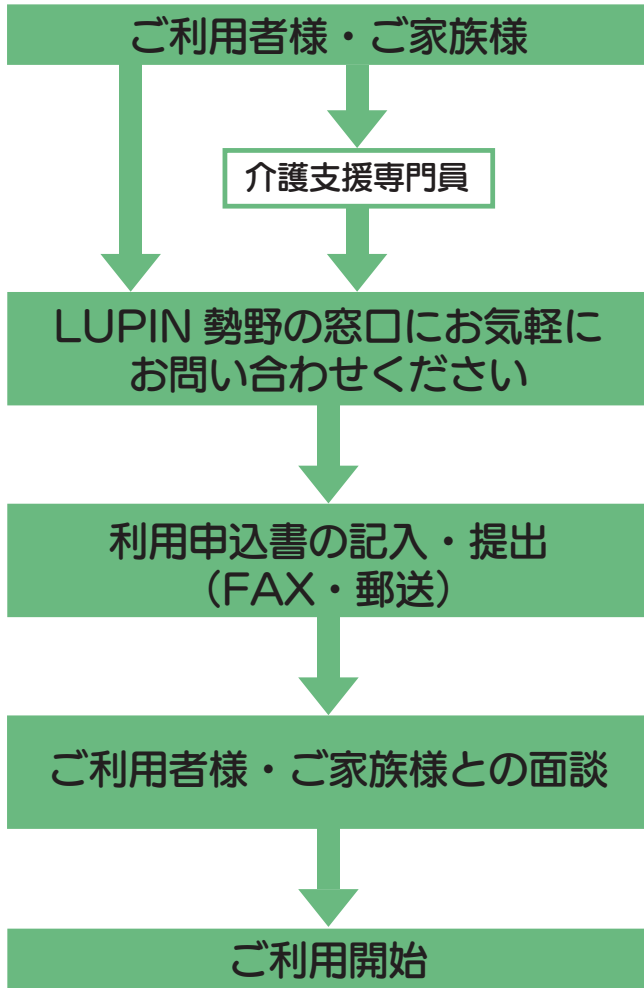 ご利用者様・ご家族様
介護支援専門員
LUPIN 勢野の窓口にお気軽に
お問い合わせください
利用申込書の記入・提出
（FAX・郵送）
ご利用者様・ご家族様との面談
ご利用開始